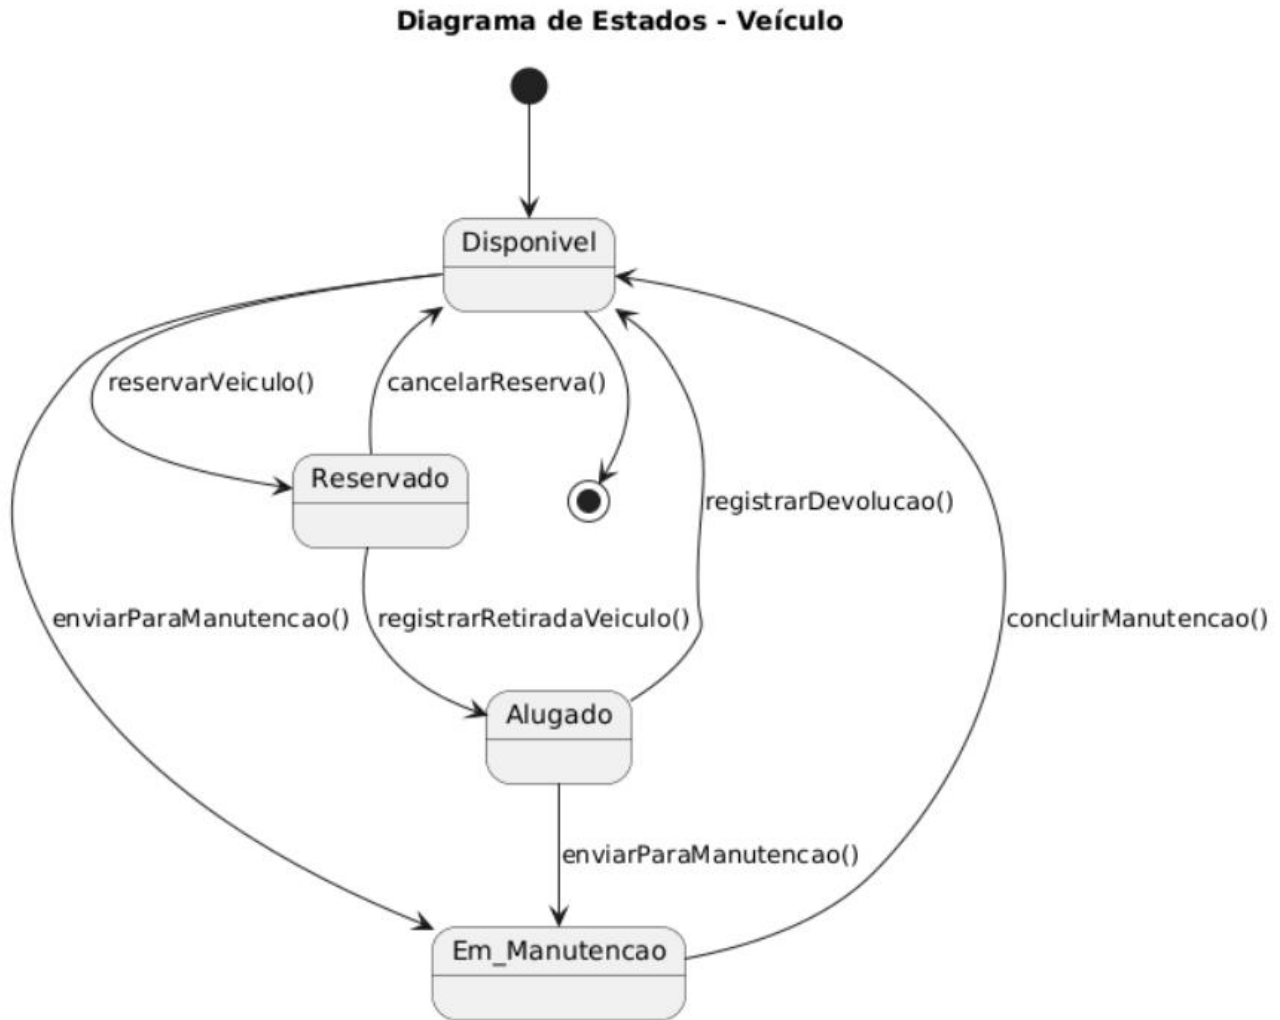 Diagrama de Estados - Veículo
Disponivel
reservarVeiculo()
cancelarReserva()
Reservado
registrarDevolucao()
enviarParaManutencao()
registrarRetiradaVeiculo()
concluirManutencao()
Alugado
enviarParaManutencao()
Em_Manutencao